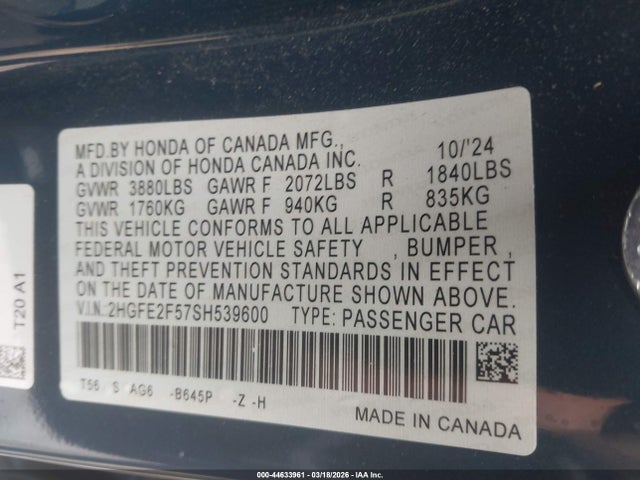 MFD.BY HONDA OF CANADA MFG., 10/'24
A DIVISION OF HONDA CANADA INC.
GVWR 3880LBS GAWR F 2072LBS R 1840LBS
GVWR 1760KG GAWR F 940KG R 835KG
THIS VEHICLE CONFORMS TO ALL APPLICABLE
FEDERAL MOTOR VEHICLE SAFETY , BUMPER ,
AND THEFT PREVENTION STANDARDS IN EFFECT
ON THE DATE OF MANUFACTURE SHOWN ABOVE.
V.I.N.:2HGFE2F57SH539600 TYPE: PASSENGER CAR
T56 S AG6 -B645P -Z -H
MADE IN CANADA
T20 A1
000-44633961 - 03/18/2026 - IAA Inc.